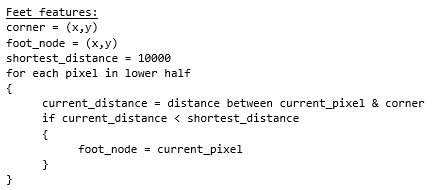 Feet features:
corner = (x,y)
foot_node = (x,y)
shortest_distance = 10000
for each pixel in lower half
{
current_distance = distance between current_pixel & corner
if current_distance < shortest_distance
{
foot_node = current_pixel
}
}